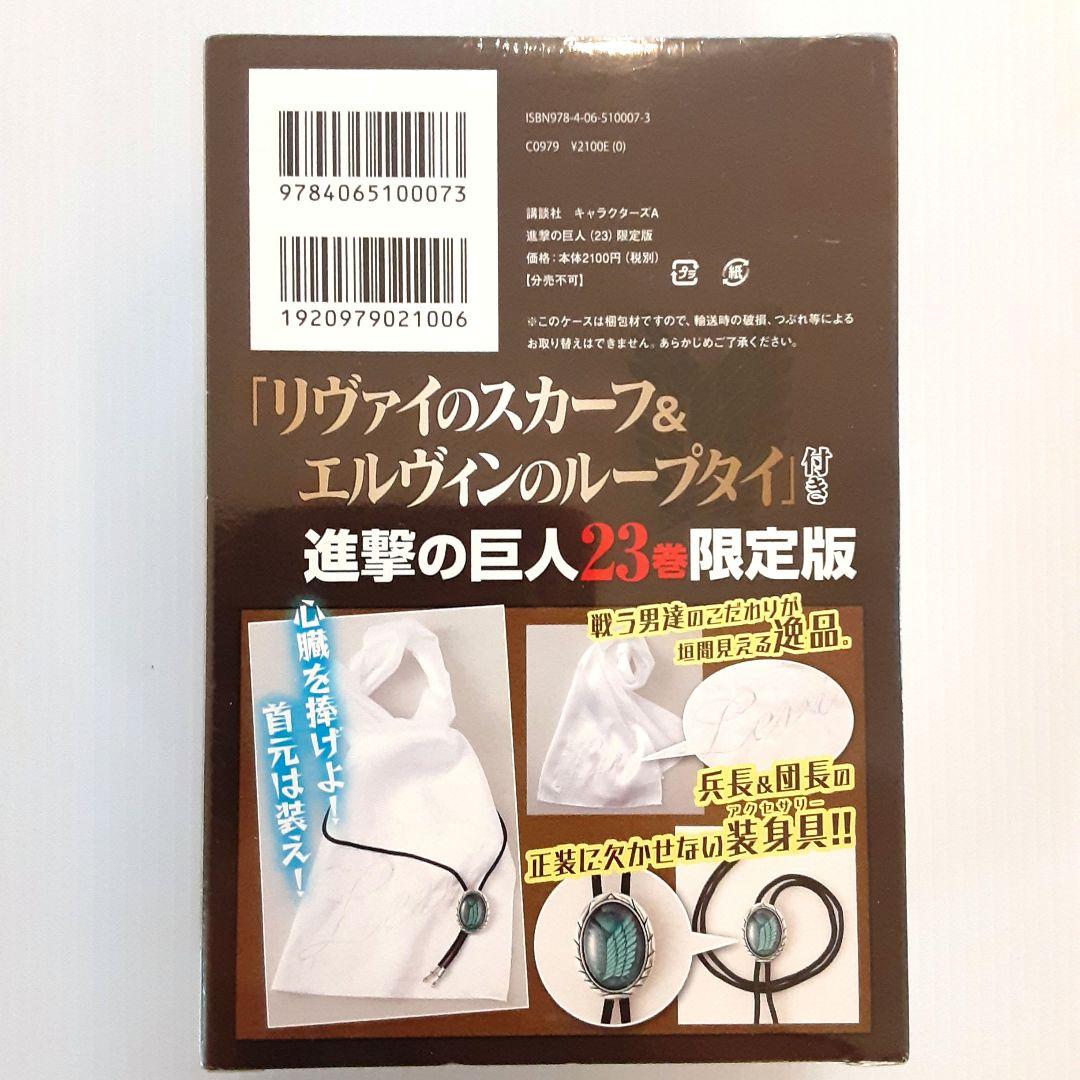 9784065100073
1920979021006
ISBN978-4-06-510007-3
C0979 ¥2100E (0)
講談社 キャラクターズA
進撃の巨人 (23) 限定版
価格:本体2100円 (税別)
【分売不可】
プラ
紙
※このケースは梱包材ですので、輸送時の破損、つぶれ等による
お取り替えはできません。あらかじめご了承ください。
「リヴァイのスカーフ&
エルヴィンのループタイ」付き
進撃の巨人23巻限定版
心臓を捧げよ!
首元は装え!
戦う男達のこだわりが
垣間見える逸品。
Levi
兵長&団長の
正装に欠かせない装身具!!
アクセサリー